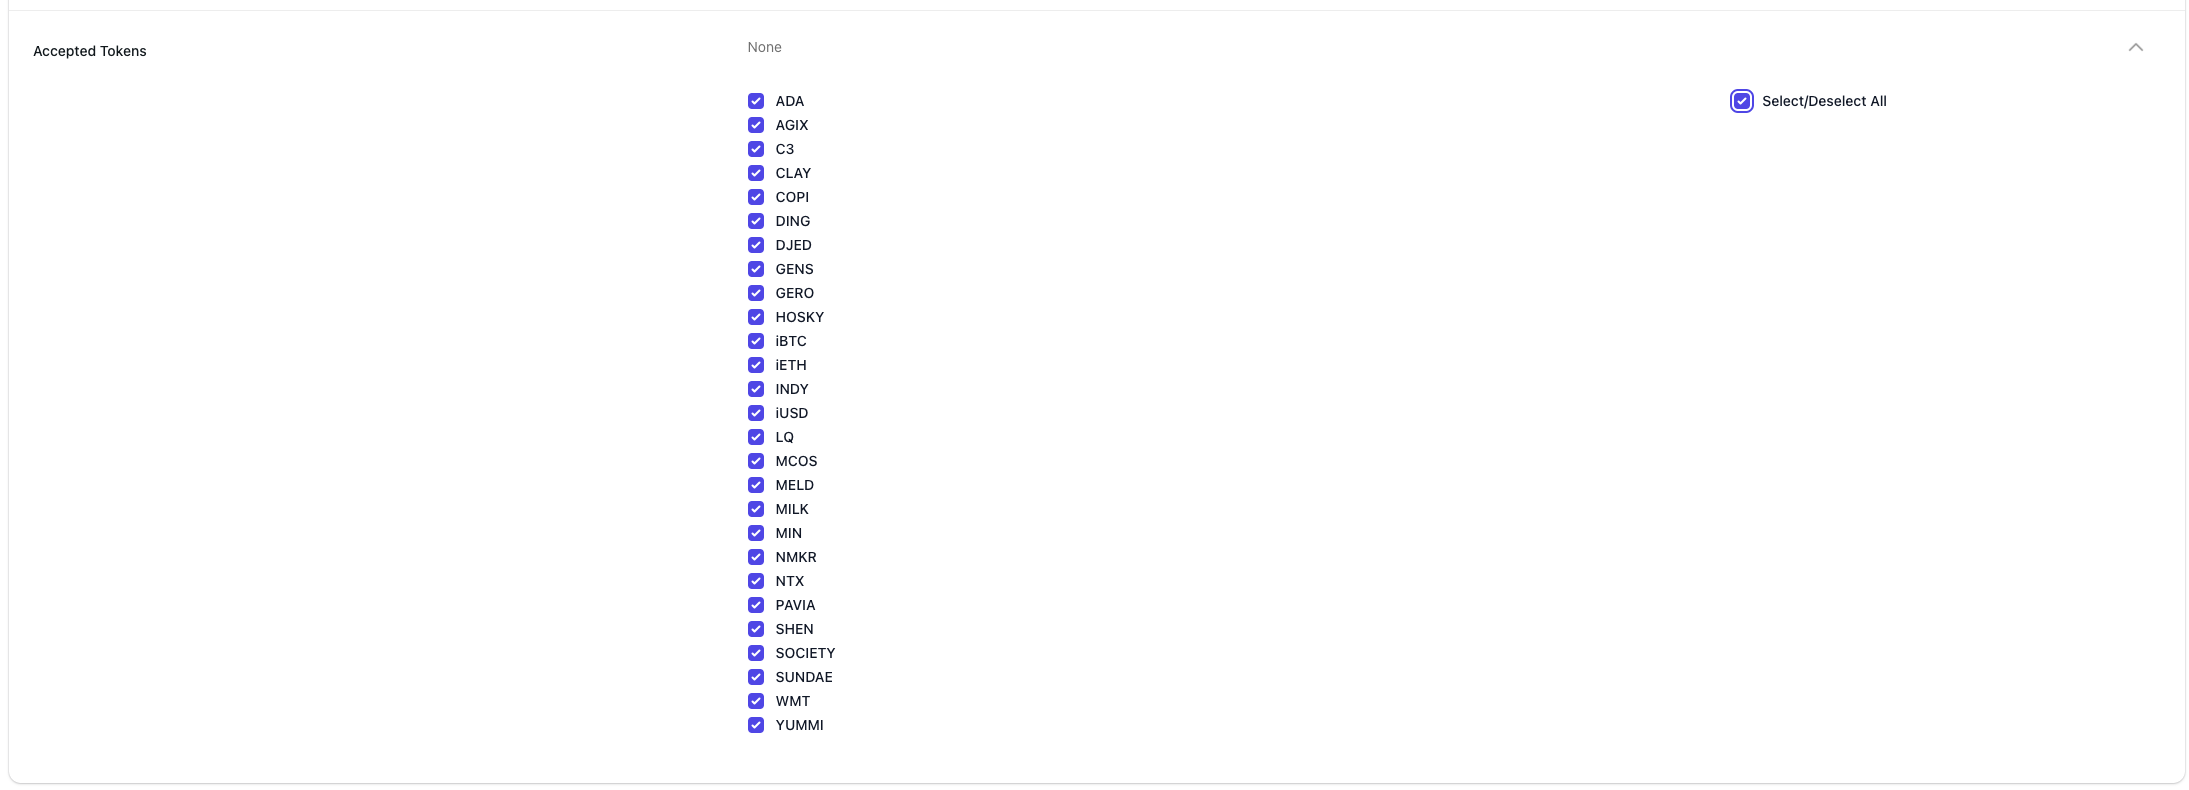 Accepted Tokens
None
Select/Deselect All
ADA
AGIX
C3
CLAY
COPI
DING
DJED
GENS
GERO
HOSKY
iBTC
iETH
INDY
iUSD
LQ
MCOS
MELD
MILK
MIN
NMKR
NTX
PAVIA
SHEN
SOCIETY
SUNDAE
WMT
YUMMI